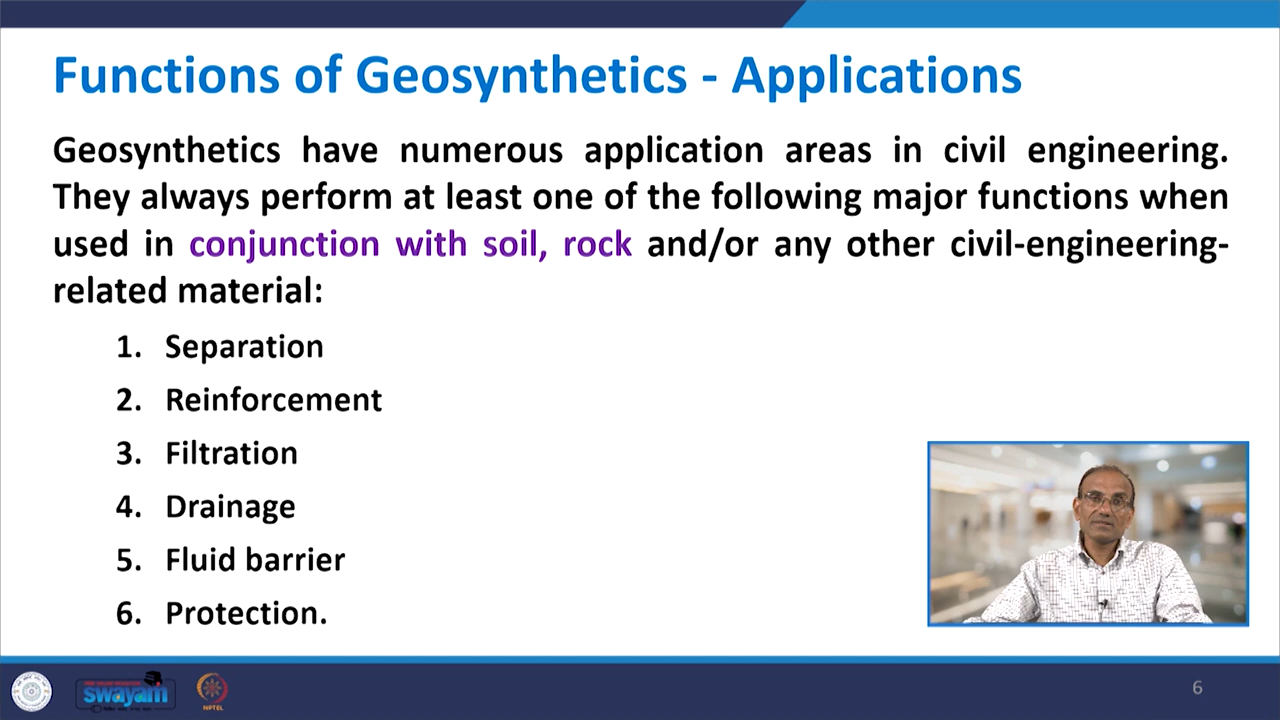 Functions of Geosynthetics - Applications
Geosynthetics have numerous application areas in civil engineering.
They always perform at least one of the following major functions when
used in conjunction with soil, rock and/or any other civil-engineering-
related material:
1. Separation
2. Reinforcement
3. Filtration
4. Drainage
5. Fluid barrier
6. Protection.
swayam
NPTEL
6